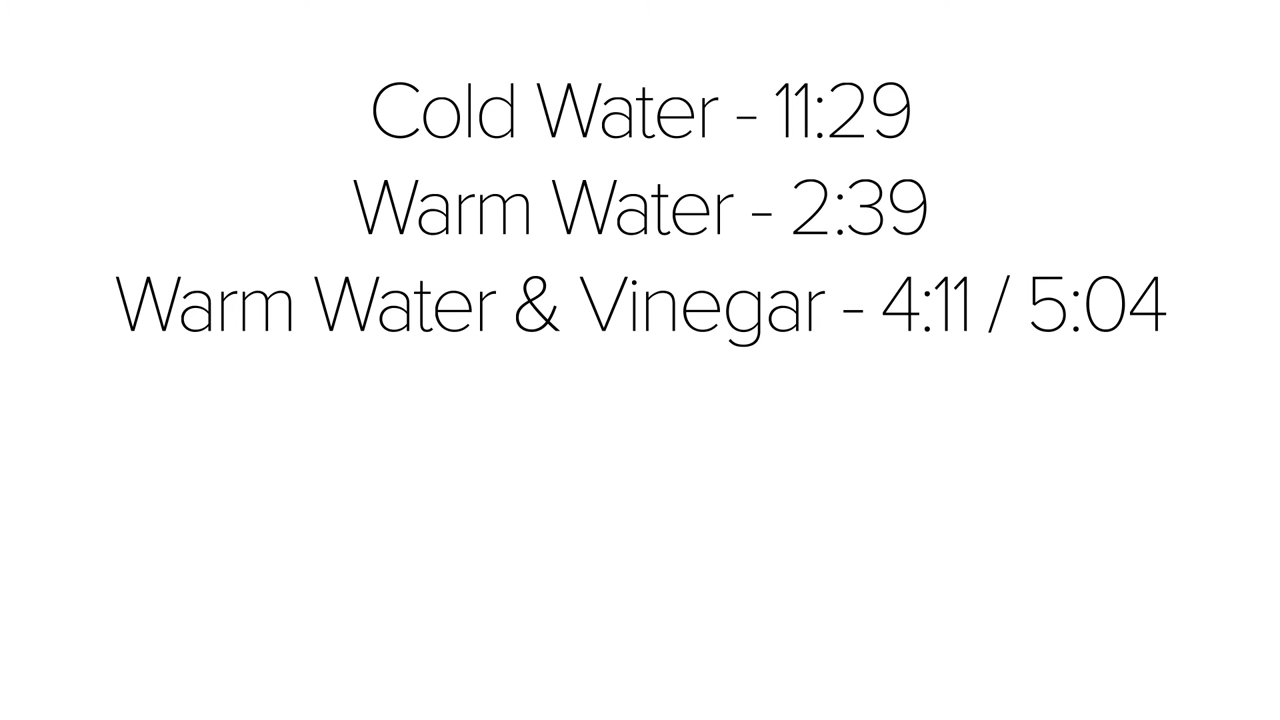 Cold Water - 11:29
Warm Water - 2:39
Warm Water & Vinegar - 4:11 / 5:04